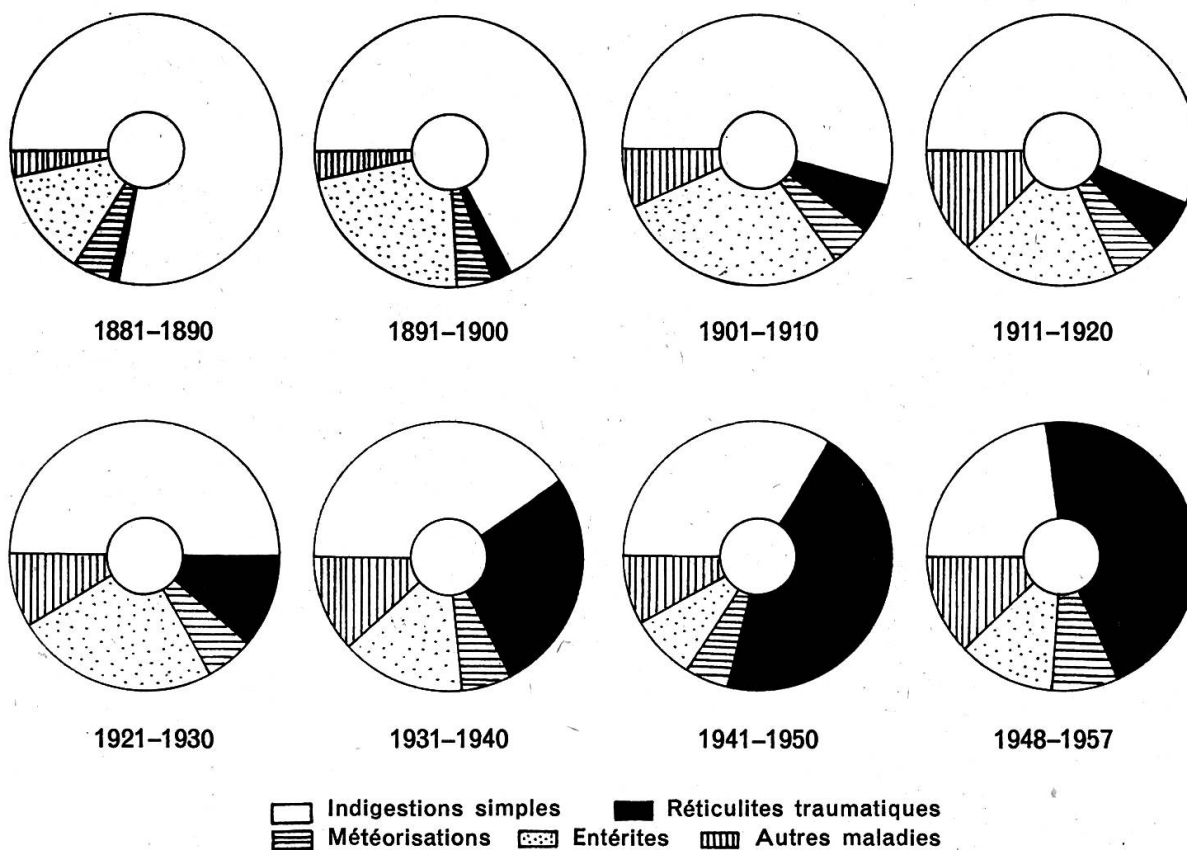 1881–1890
1891–1900
1901–1910
1911–1920
1921–1930
1931–1940
1941–1950
1948–1957
Indigestions simples
Réticulites traumatiques
Météorisations
Entérites
Autres maladies